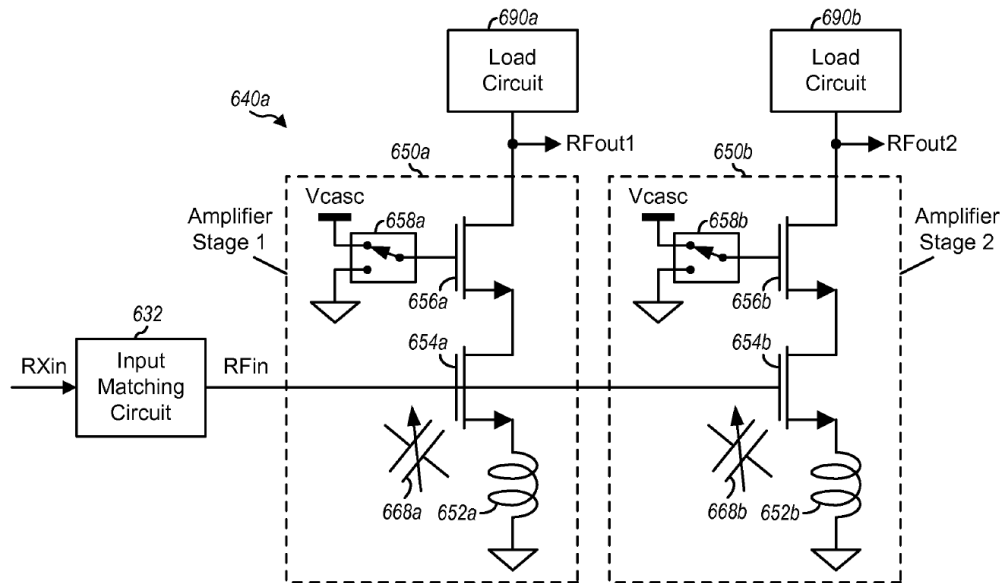 690a
Load
Circuit
690b
Load
Circuit
640a
RFout1
RFout2
650a
650b
Vcasc
658a
Vcasc
658b
Amplifier
Stage 1
Amplifier
Stage 2
656a
656b
632
654a
654b
RXin
Input
Matching
Circuit
RFin
668a
652a
668b
652b